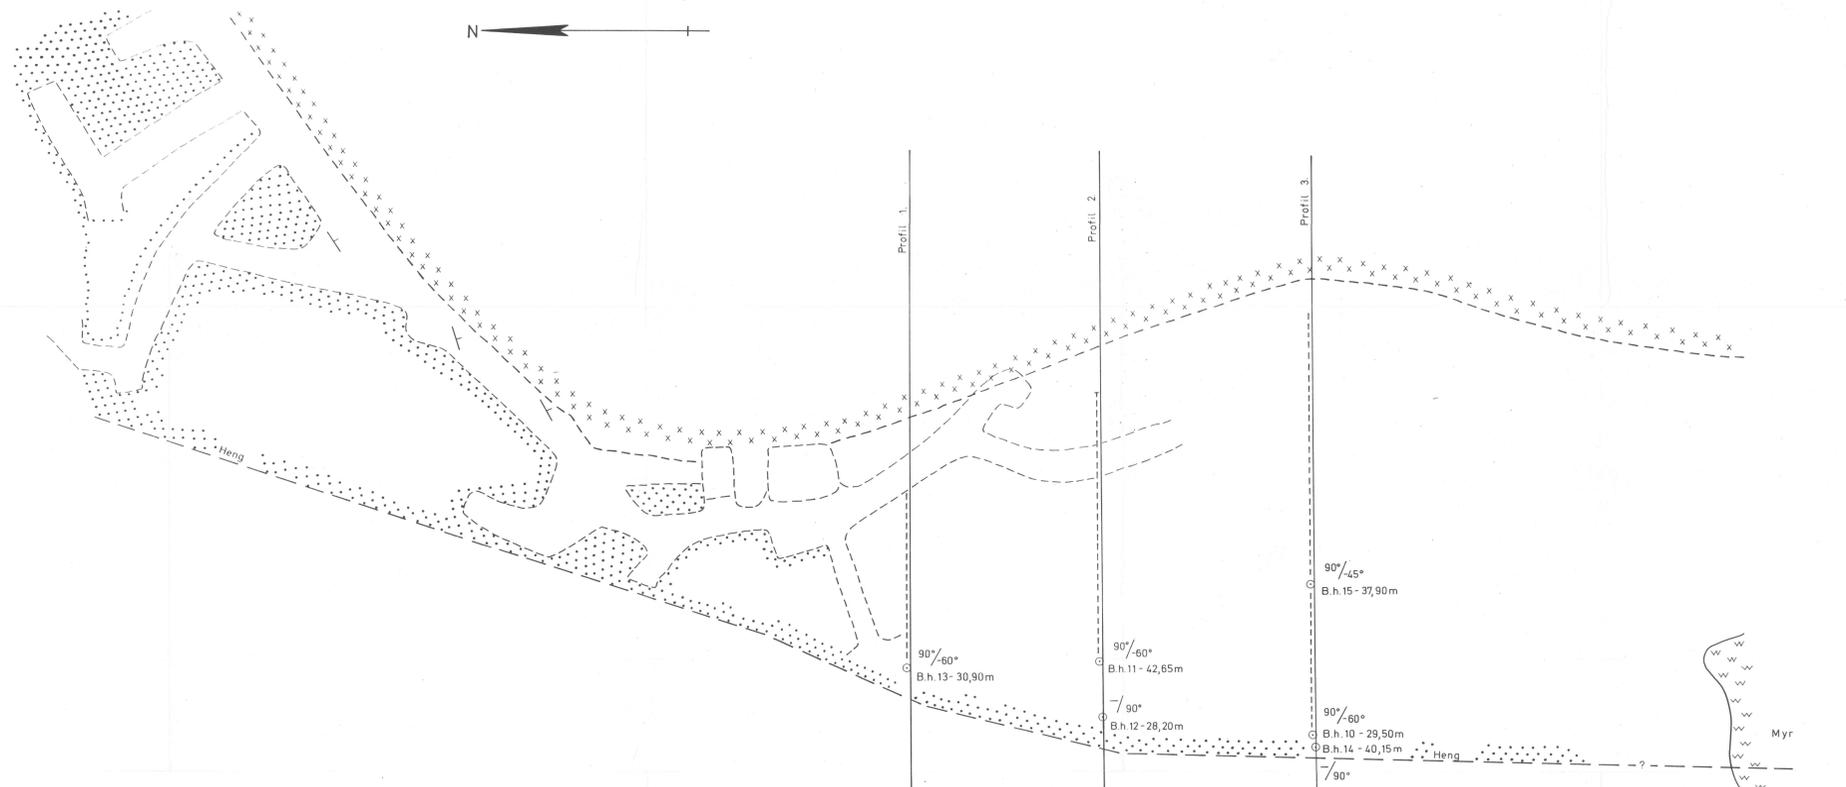 N
Profil 1.
Profil 2.
Profil 3.
Heng
90°/-45°
B.h.15 - 37,90m
90°/-60°
B.h.13 - 30,90m
90°/-60°
B.h.11 - 42,65m
-/90°
B.h.12 - 28,20m
90°/-60°
B.h.10 - 29,50m
B.h.14 - 40,15m
-/90°
Heng
?
Myr